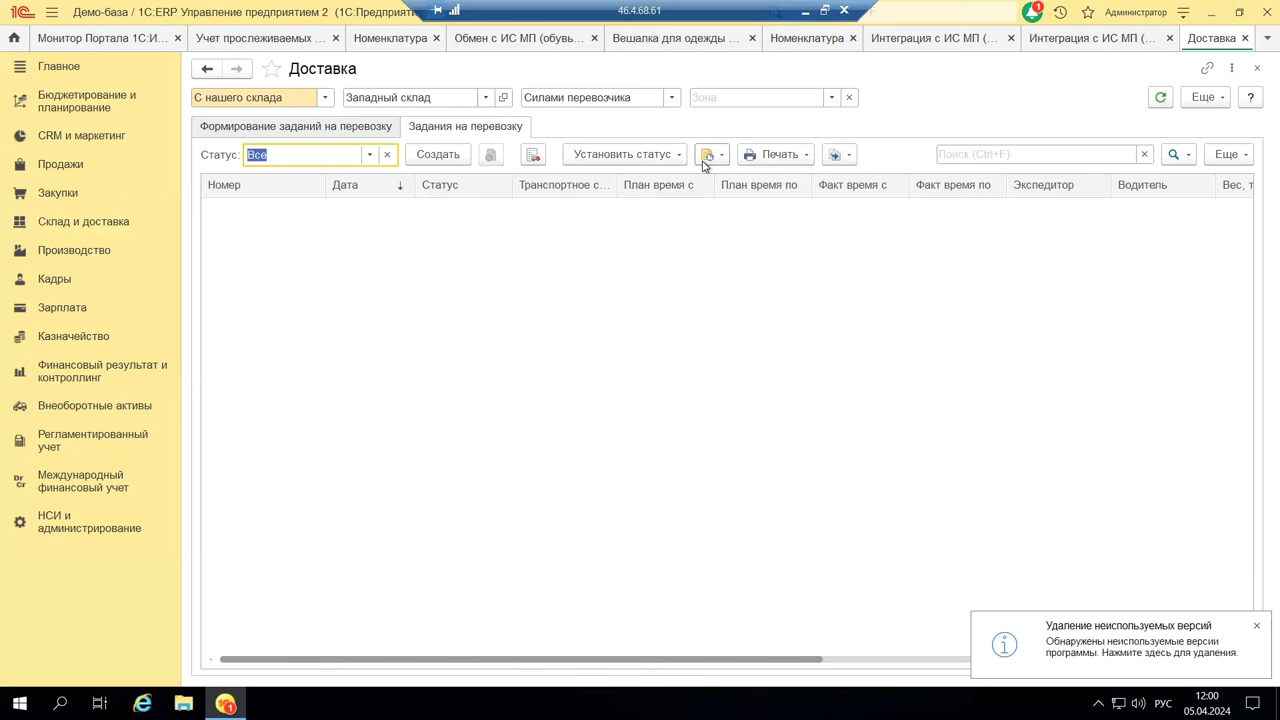 Демо-база / 1С:ERP Управление предприятием 2 (1С:Предприяти
46.4.68.61
1
Администратор
Монитор Портала 1С:И...
Учет прослеживаемых ...
Номенклатура
Обмен с ИС МП (обувь...
Вешалка для одежды ...
Номенклатура
Интеграция с ИС МП (...
Интеграция с ИС МП (...
Доставка
Главное
Бюджетирование и
планирование
CRM и маркетинг
Продажи
Закупки
Склад и доставка
Производство
Кадры
Зарплата
Казначейство
Финансовый результат и
контроллинг
Внеоборотные активы
Регламентированный
учет
Dr
Cr
Международный
финансовый учет
НСИ и
администрирование
Доставка
С нашего склада
Западный склад
Силами перевозчика
Зона
Еще
?
Формирование заданий на перевозку
Задания на перевозку
Статус:
Все
Создать
Установить статус
Печать
Поиск (Ctrl+F)
Еще
Номер
Дата
Статус
Транспортное с...
План время с
План время по
Факт время с
Факт время по
Экспедитор
Водитель
Вес, т
Удаление неиспользуемых версий
Обнаружены неиспользуемые версии
программы. Нажмите здесь для удаления.
1
РУС
12:00
05.04.2024